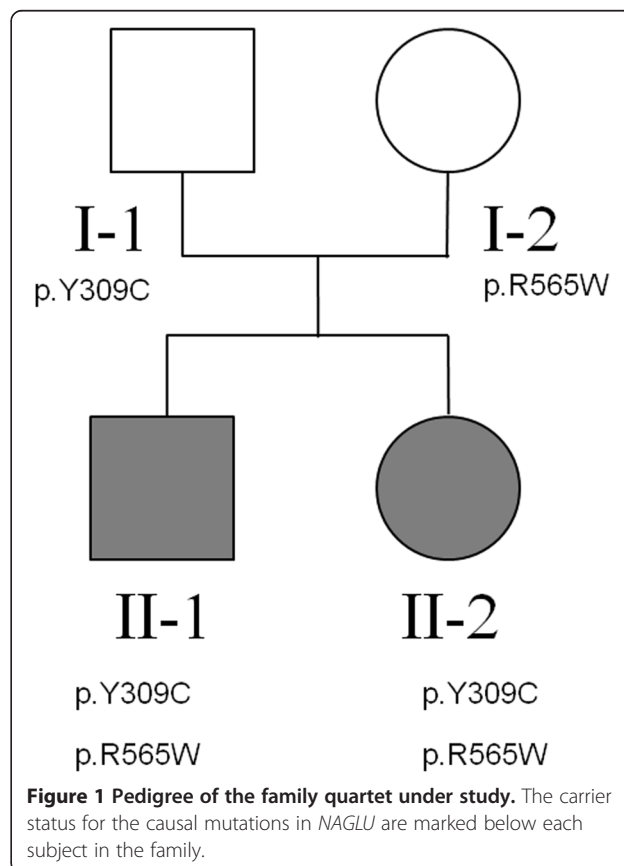 I-1 I-2
p.Y309C p.R565W
II-1 II-2
p.Y309C p.Y309C
p.R565W p.R565W
Figure 1 Pedigree of the family quartet under study. The carrier
status for the causal mutations in NAGLU are marked below each
subject in the family.